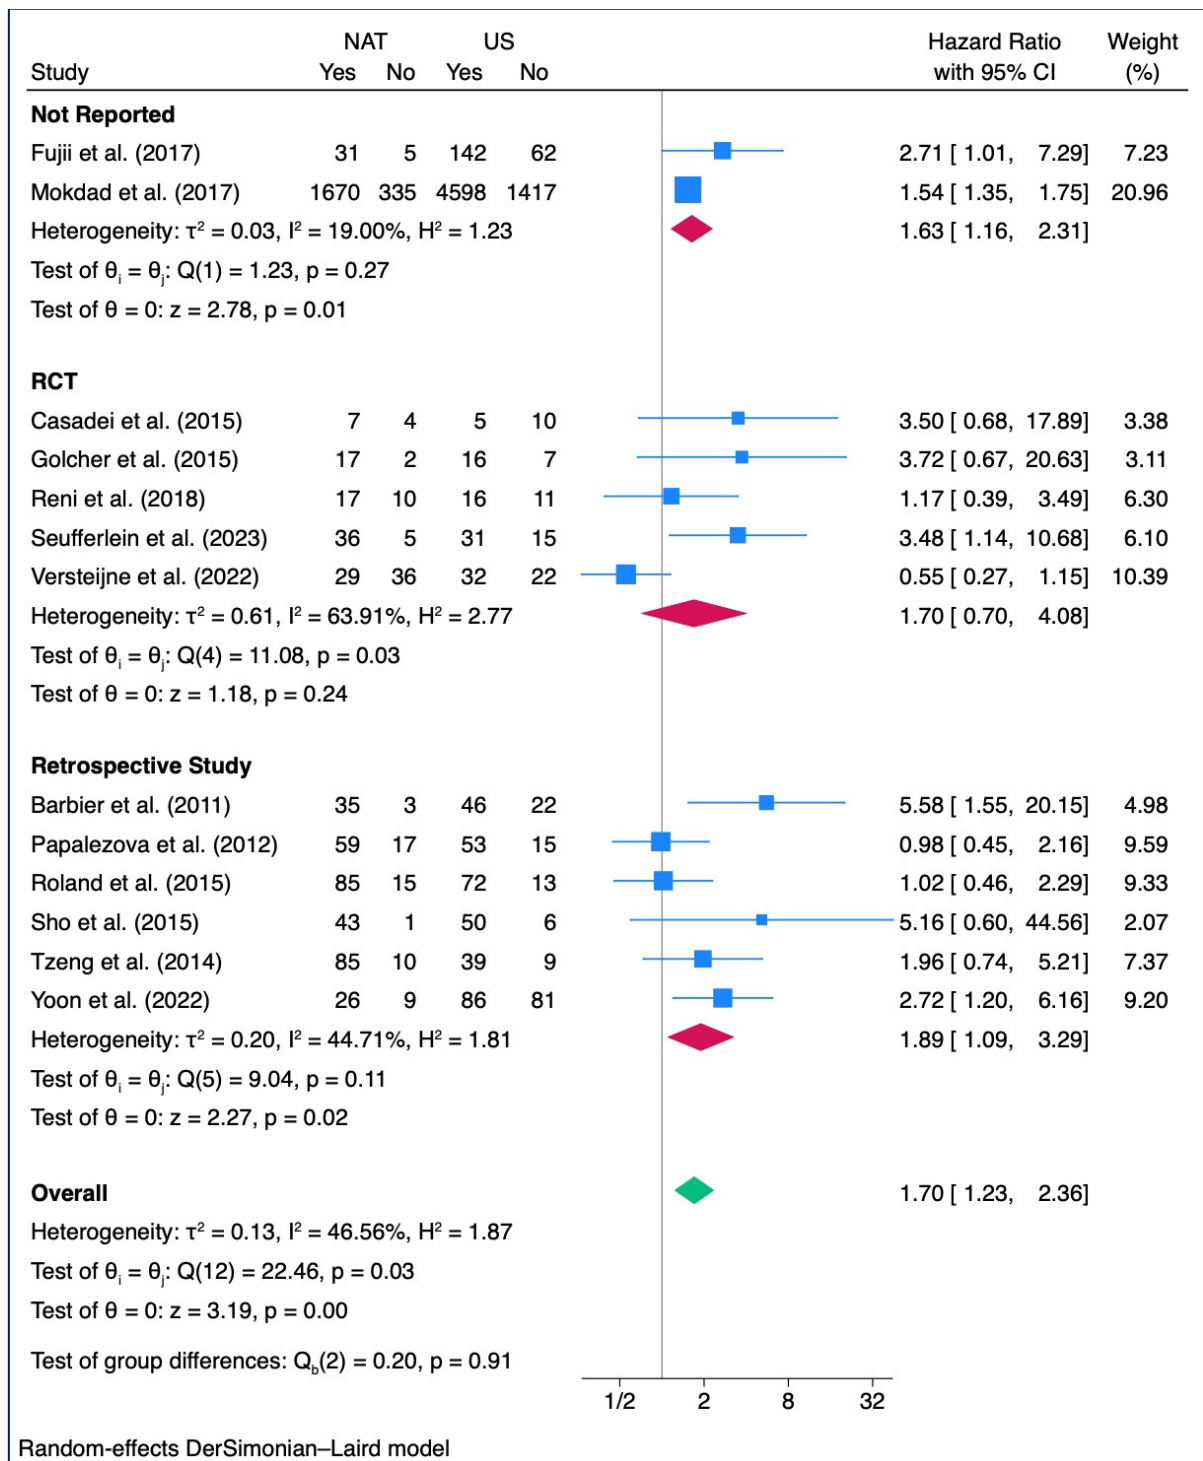 NAT US Hazard Ratio Weight
Study Yes No Yes No with 95% CI (%)
Not Reported
Fujii et al. (2017) 31 5 142 62 2.71 [ 1.01, 7.29] 7.23
Mokdad et al. (2017) 1670 335 4598 1417 1.54 [ 1.35, 1.75] 20.96
Heterogeneity: τ² = 0.03, I² = 19.00%, H² = 1.23 1.63 [ 1.16, 2.31]
Test of θᵢ = θⱼ: Q(1) = 1.23, p = 0.27
Test of θ = 0: z = 2.78, p = 0.01
RCT
Casadei et al. (2015) 7 4 5 10 3.50 [ 0.68, 17.89] 3.38
Golcher et al. (2015) 17 2 16 7 3.72 [ 0.67, 20.63] 3.11
Reni et al. (2018) 17 10 16 11 1.17 [ 0.39, 3.49] 6.30
Seufferlein et al. (2023) 36 5 31 15 3.48 [ 1.14, 10.68] 6.10
Versteijne et al. (2022) 29 36 32 22 0.55 [ 0.27, 1.15] 10.39
Heterogeneity: τ² = 0.61, I² = 63.91%, H² = 2.77 1.70 [ 0.70, 4.08]
Test of θᵢ = θⱼ: Q(4) = 11.08, p = 0.03
Test of θ = 0: z = 1.18, p = 0.24
Retrospective Study
Barbier et al. (2011) 35 3 46 22 5.58 [ 1.55, 20.15] 4.98
Papalezova et al. (2012) 59 17 53 15 0.98 [ 0.45, 2.16] 9.59
Roland et al. (2015) 85 15 72 13 1.02 [ 0.46, 2.29] 9.33
Sho et al. (2015) 43 1 50 6 5.16 [ 0.60, 44.56] 2.07
Tzeng et al. (2014) 85 10 39 9 1.96 [ 0.74, 5.21] 7.37
Yoon et al. (2022) 26 9 86 81 2.72 [ 1.20, 6.16] 9.20
Heterogeneity: τ² = 0.20, I² = 44.71%, H² = 1.81 1.89 [ 1.09, 3.29]
Test of θᵢ = θⱼ: Q(5) = 9.04, p = 0.11
Test of θ = 0: z = 2.27, p = 0.02
Overall 1.70 [ 1.23, 2.36]
Heterogeneity: τ² = 0.13, I² = 46.56%, H² = 1.87
Test of θᵢ = θⱼ: Q(12) = 22.46, p = 0.03
Test of θ = 0: z = 3.19, p = 0.00
Test of group differences: Q_b(2) = 0.20, p = 0.91
1/2 2 8 32
Random-effects DerSimonian–Laird model